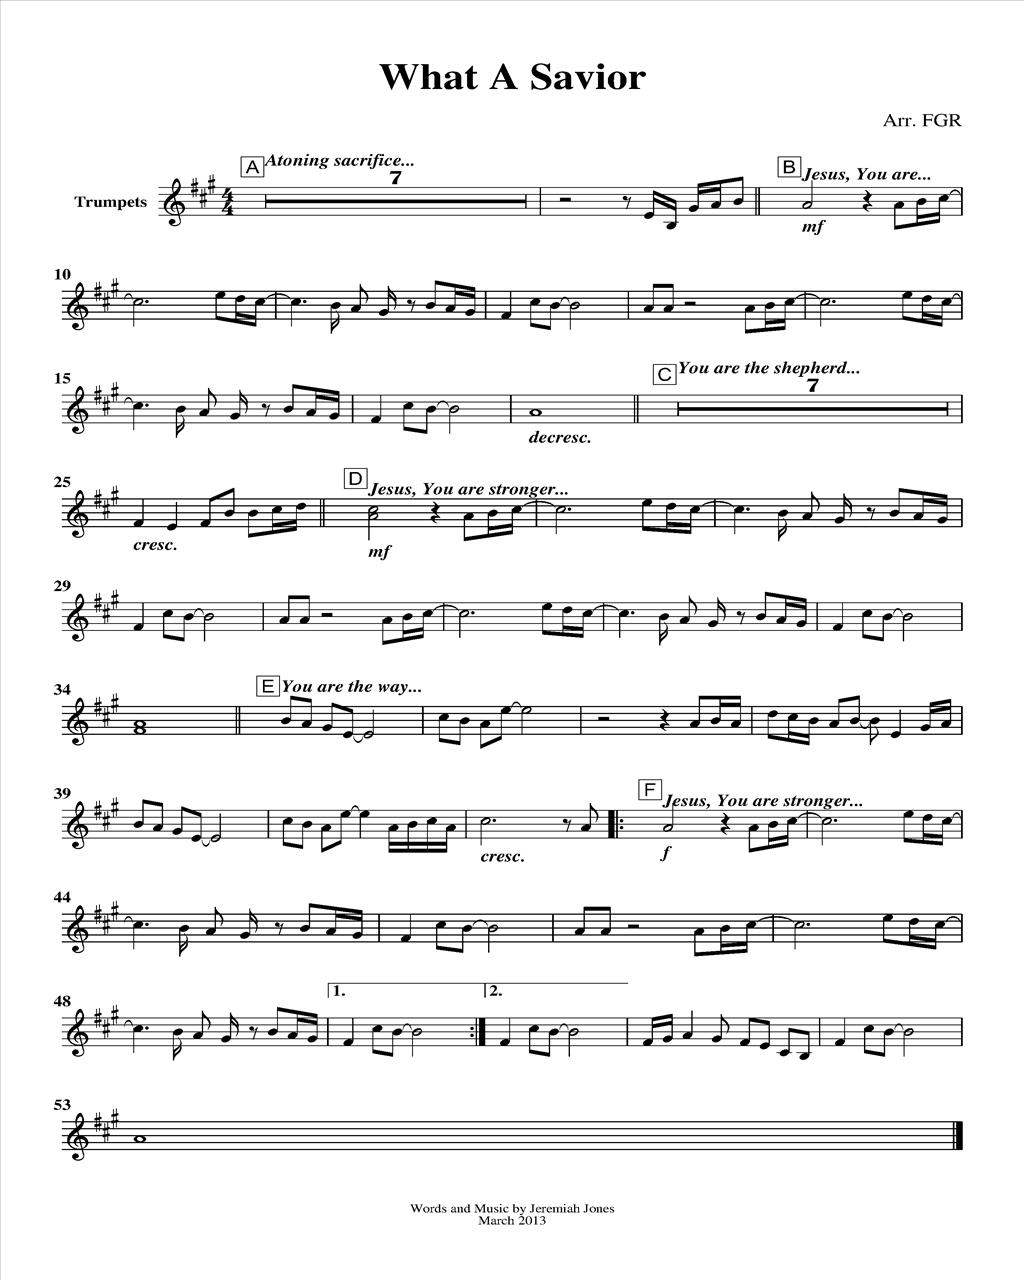 What A Savior
Arr. FGR
A Atoning sacrifice... B Jesus, You are...
7
Trumpets
mf
10
15 C You are the shepherd...
7
decresc.
25 D Jesus, You are stronger...
cresc. mf
29
34 E You are the way...
39 F Jesus, You are stronger...
cresc. f
44
48 1. 2.
53
Words and Music by Jeremiah Jones
March 2013